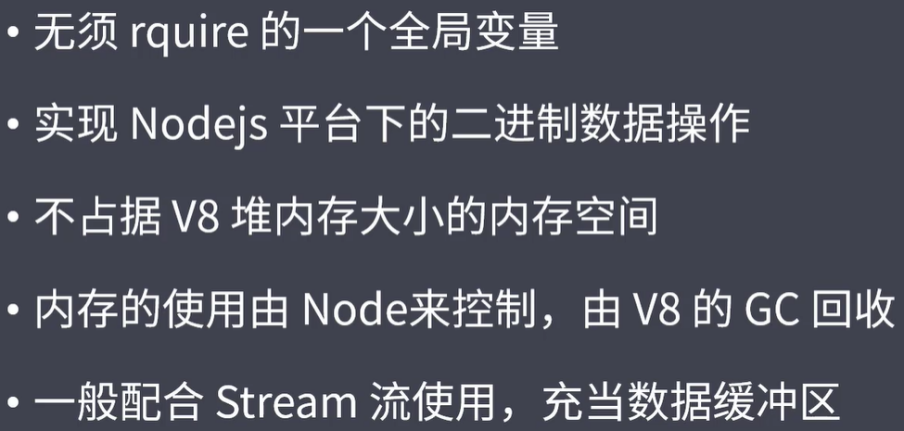 • 无须 rquire 的一个全局变量
• 实现 Nodejs 平台下的二进制数据操作
• 不占据 V8 堆内存大小的内存空间
• 内存的使用由 Node来控制，由 V8 的 GC 回收
• 一般配合 Stream 流使用，充当数据缓冲区